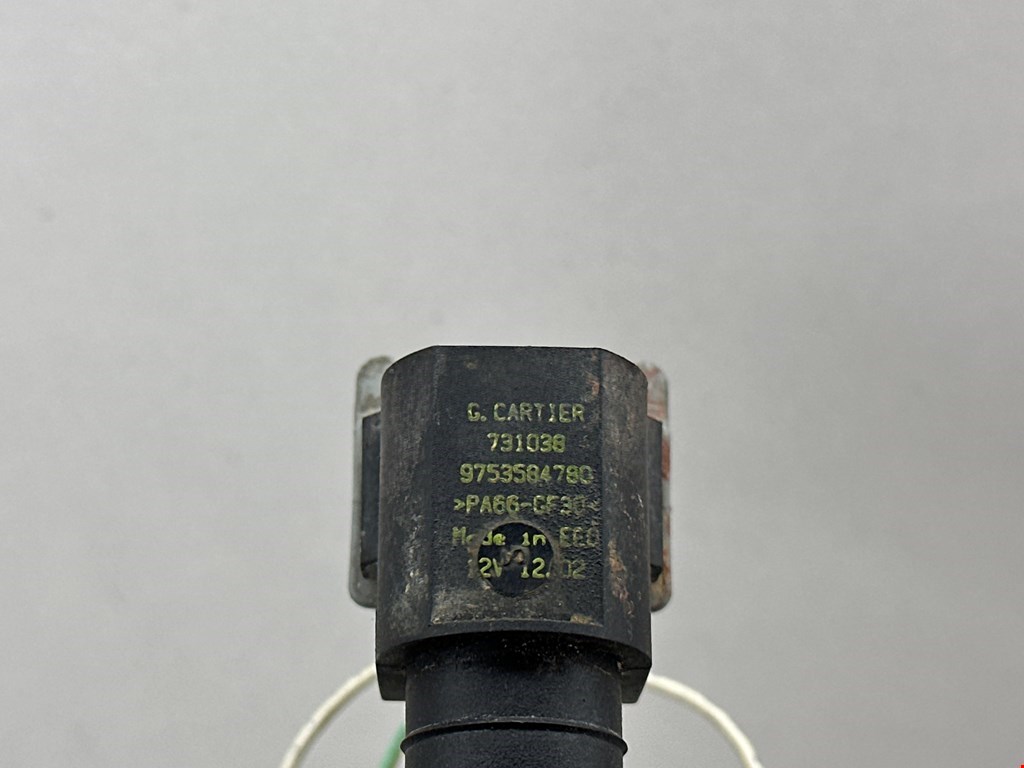 G. CARTIER
731038
9753584780
>PA66-GF30<
Made in EEC
12V 12.02